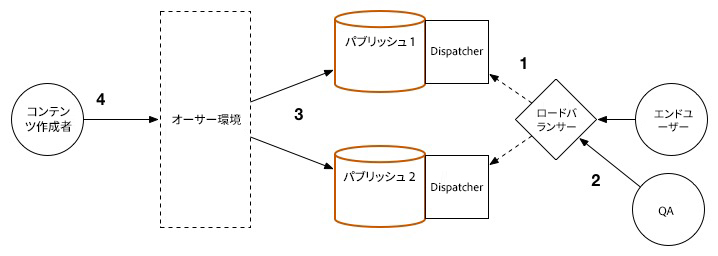 コンテン
ツ作成者
4
オーサー環境
3
パブリッシュ 1
Dispatcher
パブリッシュ 2
Dispatcher
1
ロードバ
ランサー
2
エンドユ
ーザー
QA